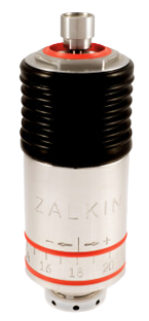 ZALKIN
− ← | → +
16 18 20